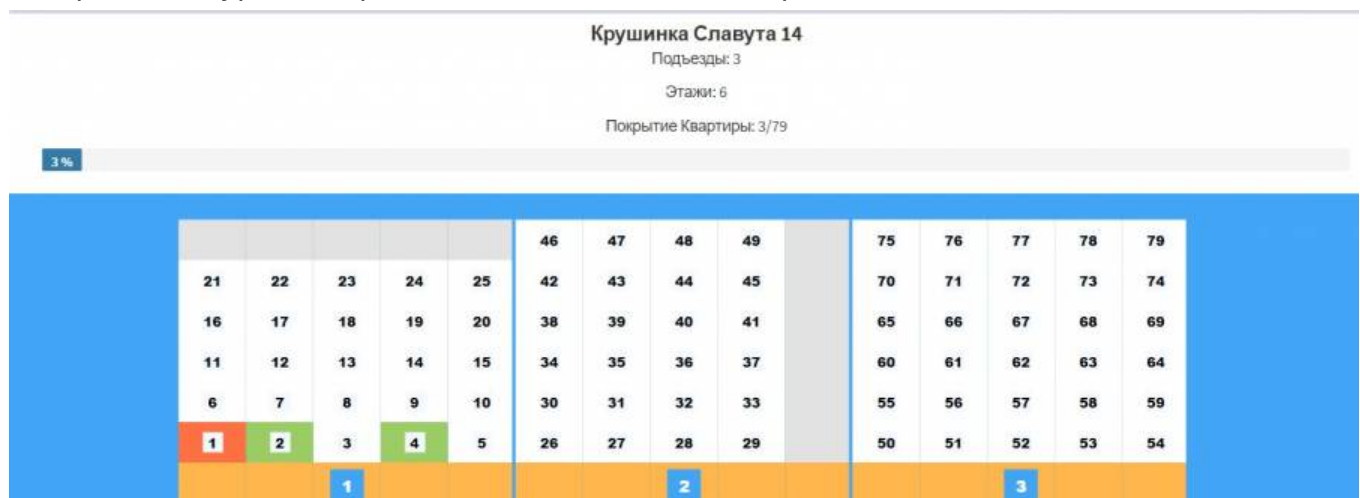 Крушинка Славута 14
Подъезды: 3
Этажи: 6
Покрытие Квартиры: 3/79
3 %
46 47 48 49 75 76 77 78 79
21 22 23 24 25 42 43 44 45 70 71 72 73 74
16 17 18 19 20 38 39 40 41 65 66 67 68 69
11 12 13 14 15 34 35 36 37 60 61 62 63 64
6 7 8 9 10 30 31 32 33 55 56 57 58 59
1 2 3 4 5 26 27 28 29 50 51 52 53 54
1 2 3